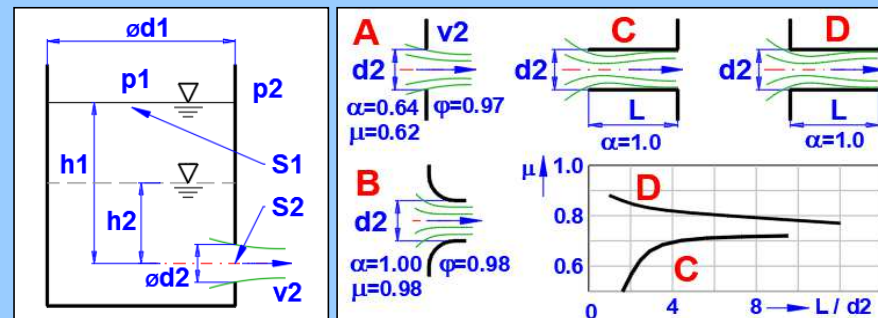 ød1
p1
p2
h1
S1
h2
S2
ød2
v2
A
v2
d2
α=0.64
φ=0.97
μ=0.62
C
d2
L
α=1.0
D
d2
L
α=1.0
B
d2
α=1.00
φ=0.98
μ=0.98
μ
1.0
D
0.8
0.6
C
0
4
8
L / d2